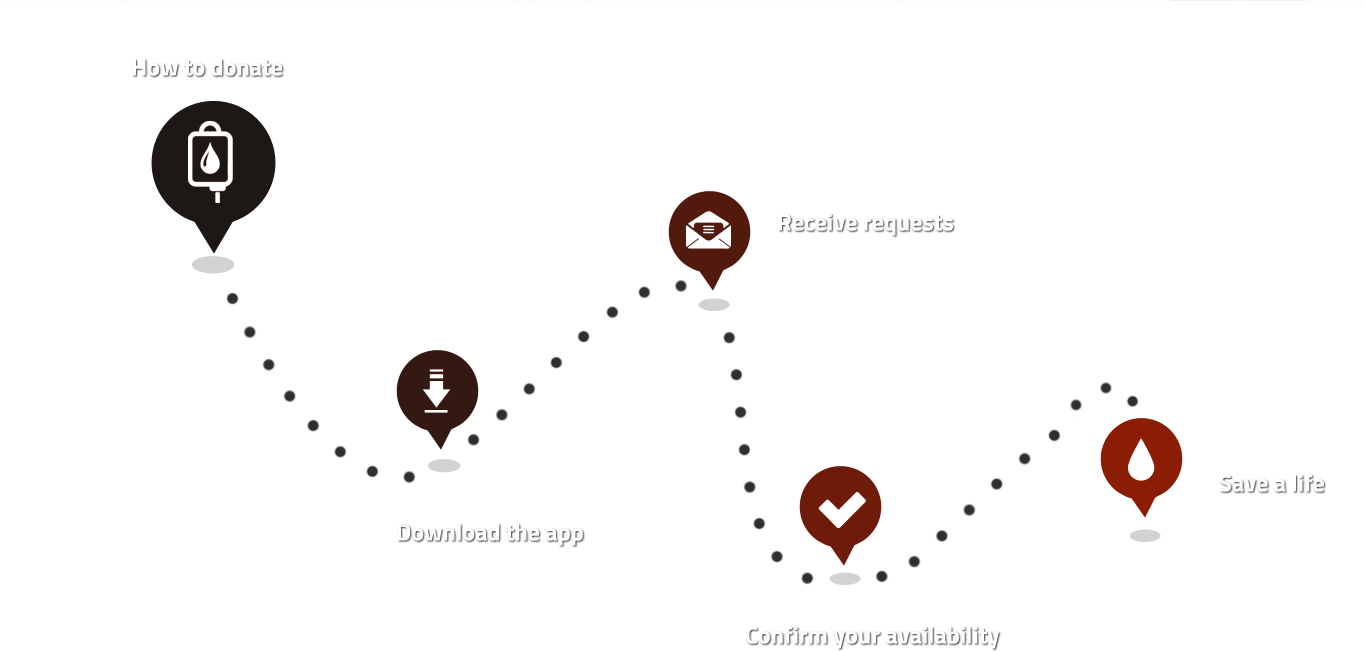 How to donate
Receive requests
Save a life
Download the app
Confirm your availability